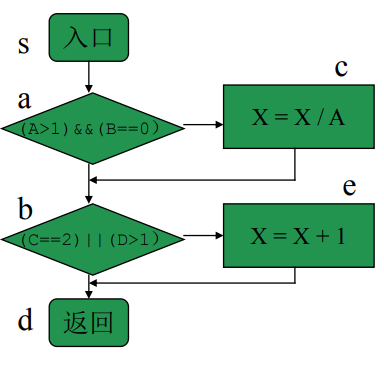 s
入口
a
(A>1)&&(B==0)
c
X = X / A
b
(C==2)||(D>1)
e
X = X + 1
d
返回